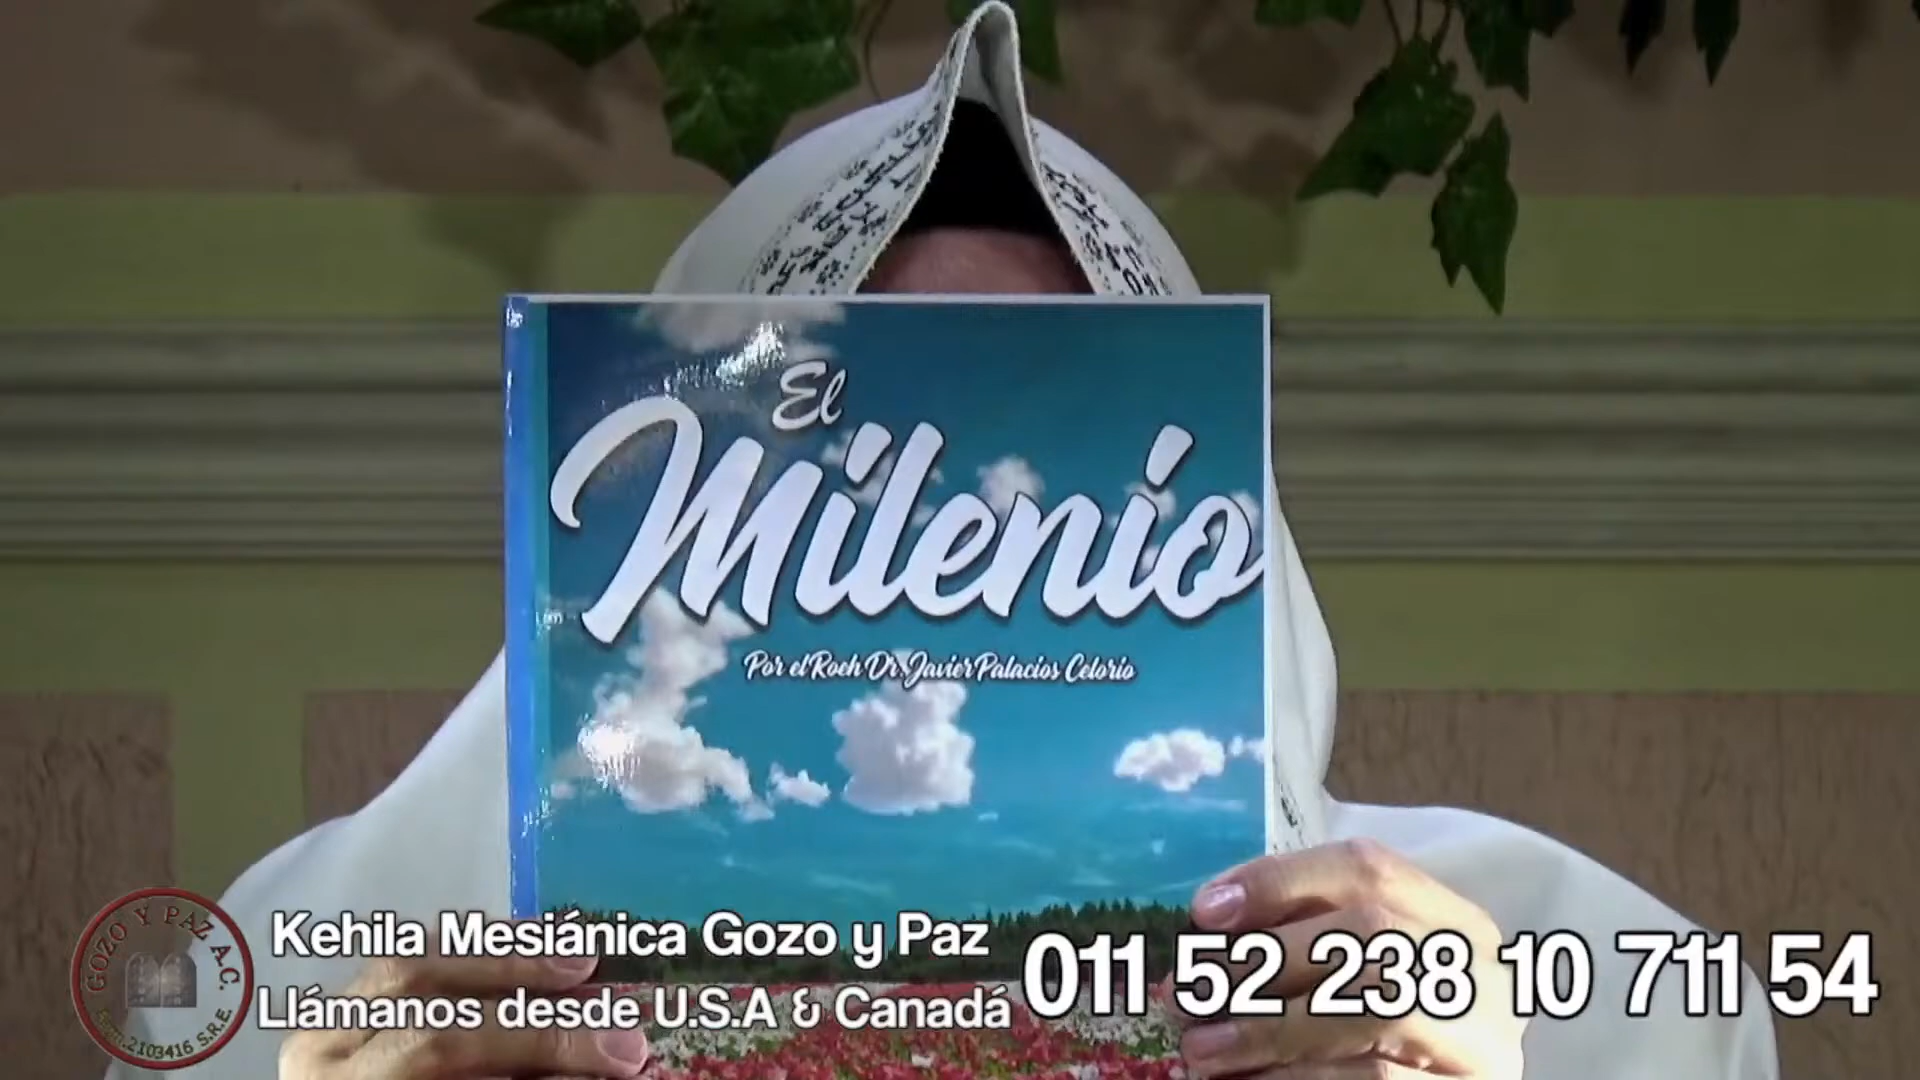 El
Milenio
Por el Roeh Dr. Javier Palacios Celorio
GOZO Y PAZ A.C.
2103416 S.R.E.
Kehila Mesiánica Gozo y Paz
Llámanos desde U.S.A & Canadá
011 52 238 10 711 54